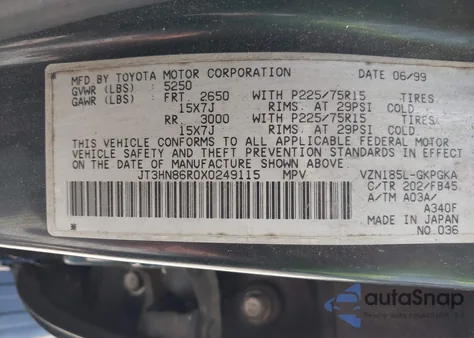 MFD BY TOYOTA MOTOR CORPORATION DATE 06/99
GVWR (LBS) 5250
GAWR (LBS) FRT 2650 WITH P225/75R15 TIRES
15X7J RIMS. AT 29PSI COLD
RR 3000 WITH P225/75R15 TIRES
15X7J RIMS. AT 29PSI COLD
THIS VEHICLE CONFORMS TO ALL APPLICABLE FEDERAL MOTOR
VEHICLE SAFETY AND THEFT PREVENTION STANDARDS IN EFFECT
ON THE DATE OF MANUFACTURE SHOWN ABOVE.
JT3HN86R0X0249115 MPV VZN185L-GKPGKA
C/TR 202/FB45
A/TM A03A/
A340F
MADE IN JAPAN
NO. 036
autoSnap